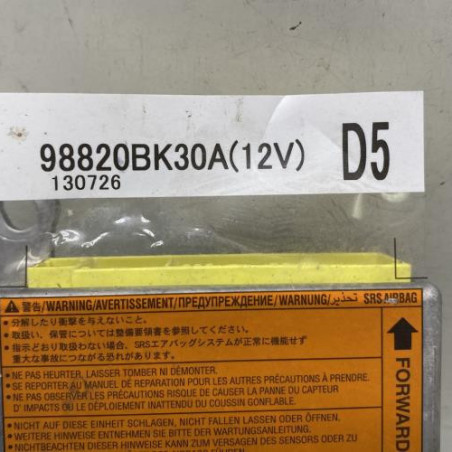 98820BK30A(12V) D5
130726
警告/WARNING/AVERTISSEMENT/ПРЕДУПРЕЖДЕНИЕ/WARNUNG/تحذير SRS AIRBAG
• 分解したり衝撃を与えないこと。
• 取扱い、保管については整備要領書を参照してください。
• 指示どおり取扱わない場合、SRSエアバッグシステムが正常に機能せず
重大な事故につながる恐れがあります。
• NE PAS HEURTER, LAISSER TOMBER NI DÉMONTER.
• SE REPORTER AU MANUEL DE RÉPARATION POUR LES AUTRES PRÉCAUTIONS À PRENDRE.
• NE PAS OBSERVER LES PRÉCAUTIONS RISQUE DE CAUSER LA PANNE DU CAPTEUR
D' IMPACTS OU LE DÉPLOIEMENT INATTENDU DU COUSSIN GONFLABLE.
• NICHT AUF DIESE EINHEIT SCHLAGEN, NICHT FALLEN LASSEN ODER ÖFFNEN.
• WEITERE HINWEISE ENTNEHMEN SIE BITTE DER WARTUNGSANLEITUNG.
• NICHTBEACHTEN DIESER HINWEISE KANN ZUM VERSAGEN DES SENSORS ODER ZU
FORWARD